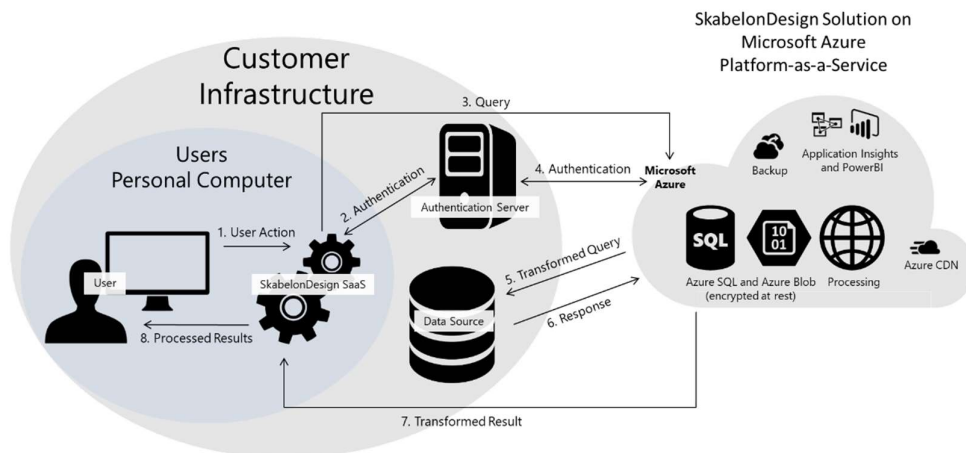 SkabelonDesign Solution on
Microsoft Azure
Platform-as-a-Service
Customer
Infrastructure
3. Query
Users
Personal Computer
Backup
Application Insights
and PowerBI
2. Authentication
Authentication Server
4. Authentication
Microsoft
Azure
1. User Action
SQL
10
01
User
SkabelonDesign SaaS
5. Transformed Query
Azure CDN
Azure SQL and Azure Blob
(encrypted at rest)
Processing
Data Source
6. Response
8. Processed Results
7. Transformed Result